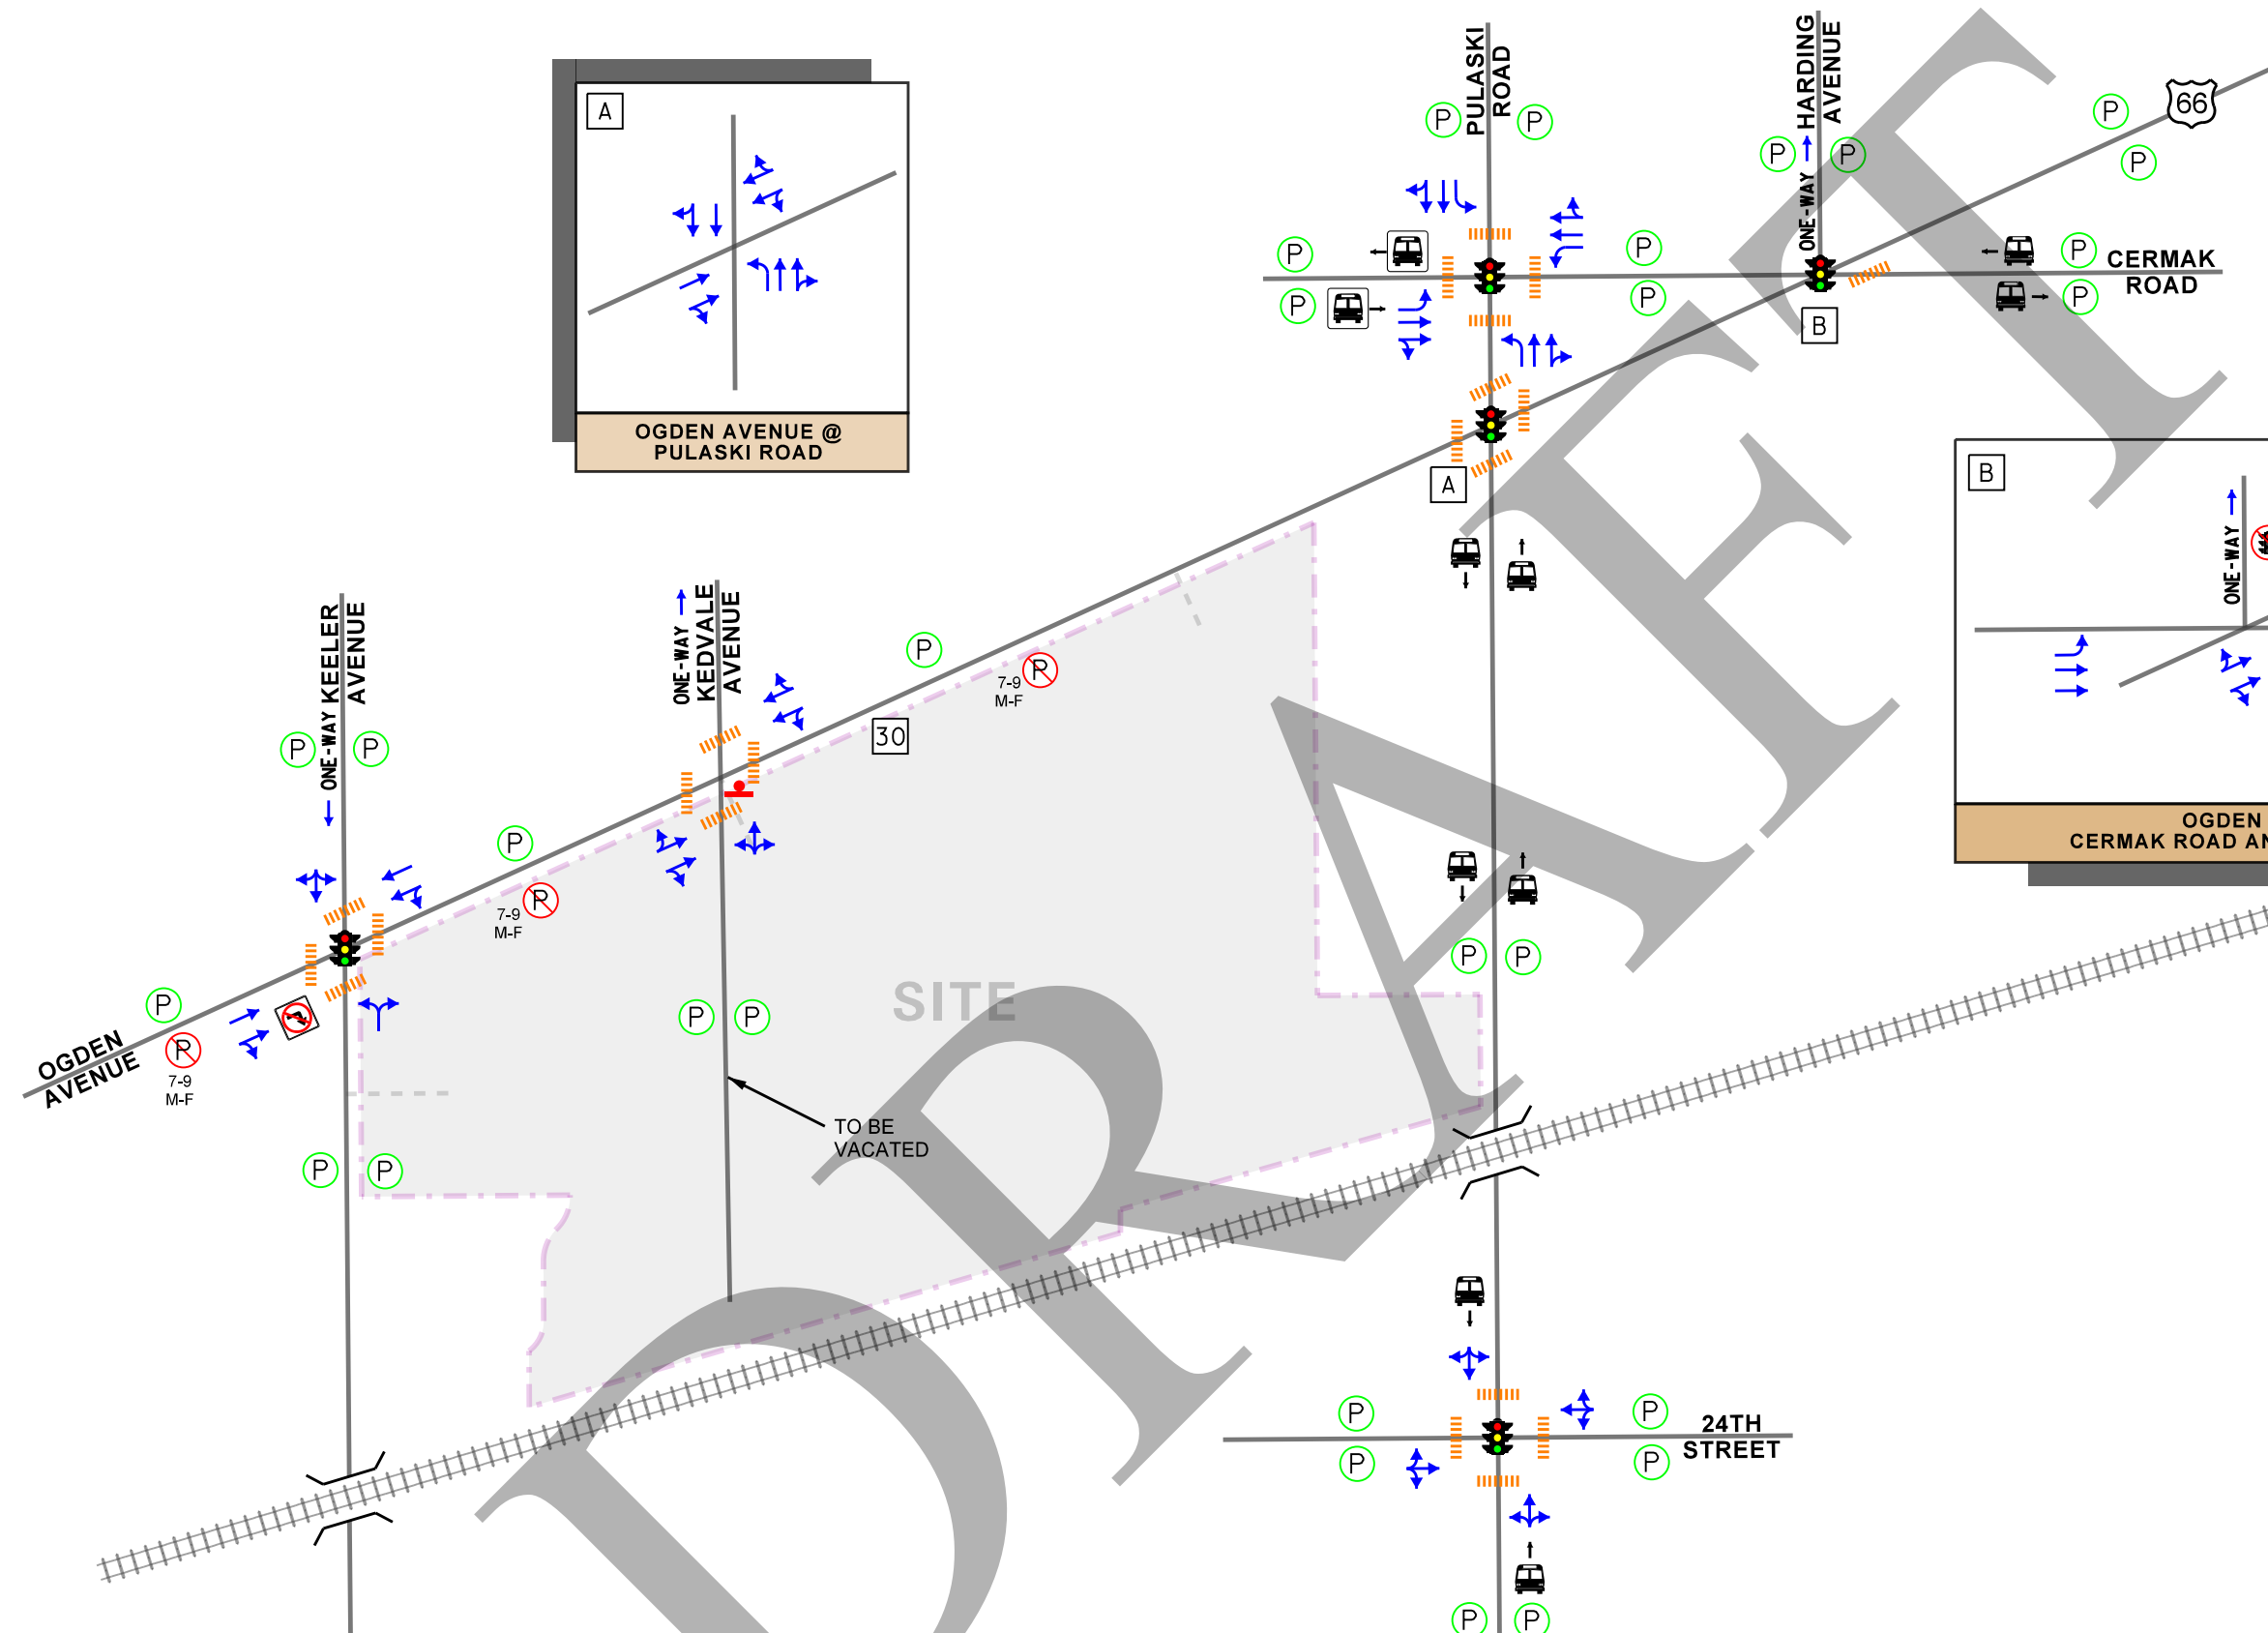 PULASKI
ROAD
HARDING
AVENUE
ONE-WAY
66
P
P
P
P
P
P
A
OGDEN AVENUE @
PULASKI ROAD
P
P
P
P
P
P
CERMAK
ROAD
B
A
B
ONE-WAY
OGDEN
CERMAK ROAD AN
KEELER
AVENUE
ONE-WAY
P
P
KEDVALE
AVENUE
ONE-WAY
P
P
7-9
M-F
30
P
P
7-9
M-F
P
P
7-9
M-F
OGDEN
AVENUE
SITE
P
P
P
P
TO BE
VACATED
P
P
P
P
P
P
24TH
STREET
P
P
DRAFT